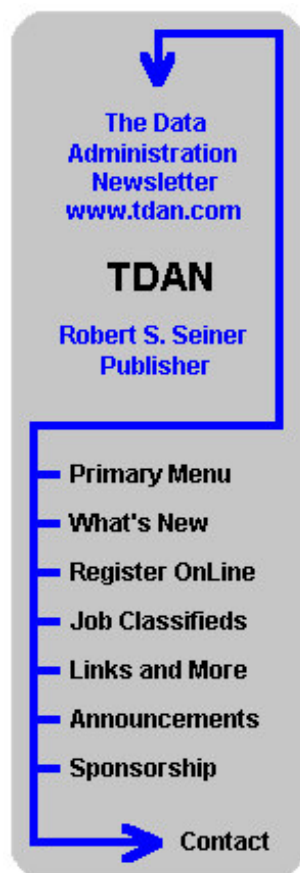 The Data
Administration
Newsletter
www.tdan.com
TDAN
Robert S. Seiner
Publisher
Primary Menu
What's New
Register OnLine
Job Classifieds
Links and More
Announcements
Sponsorship
Contact